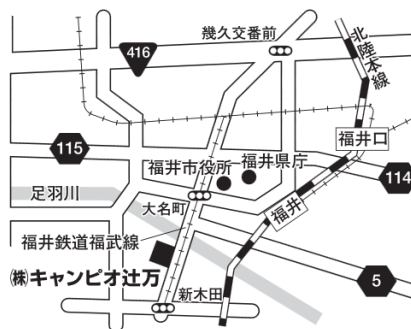 幾久交番前
416
北陸本線
115
福井口
福井市役所
福井県庁
114
足羽川
大名町
福井
福井鉄道福武線
㈱キャンピオ辻万
5
新木田